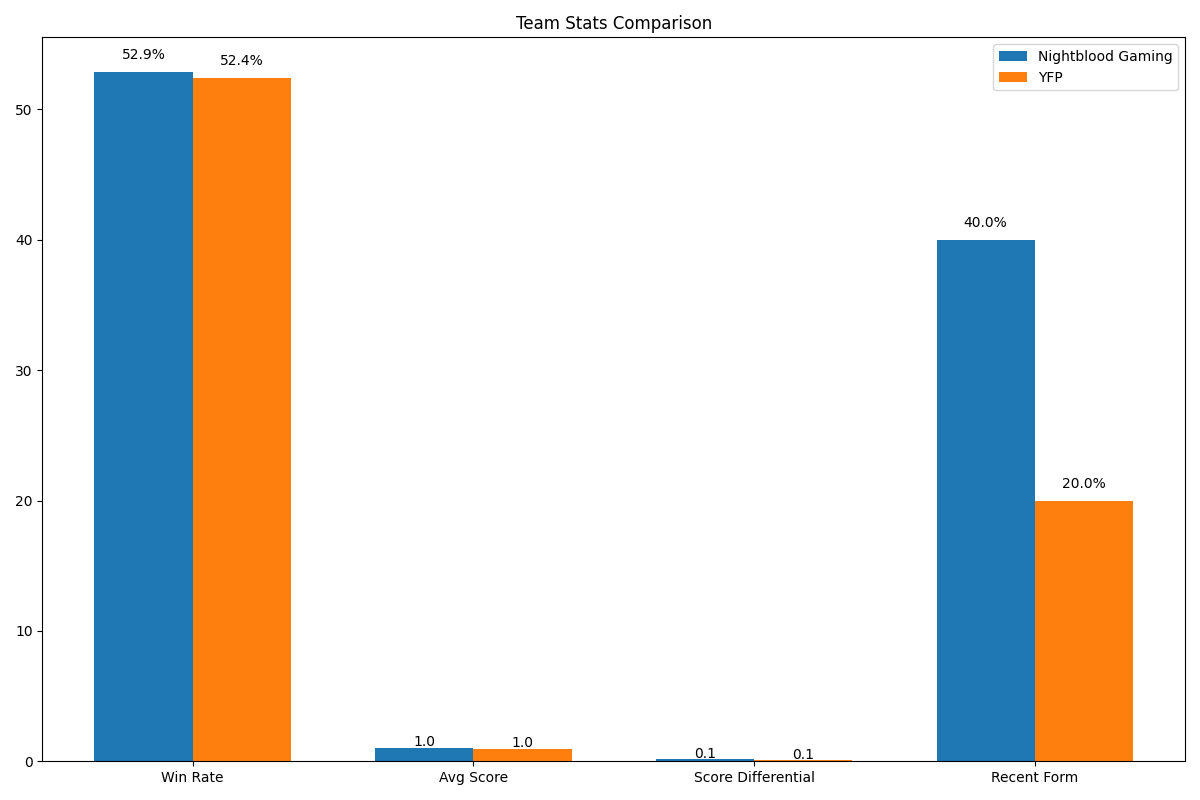 Team Stats Comparison
Nightblood Gaming
YFP
52.9%
52.4%
1.0
1.0
0.1
0.1
40.0%
20.0%
50
40
30
20
10
0
Win Rate
Avg Score
Score Differential
Recent Form